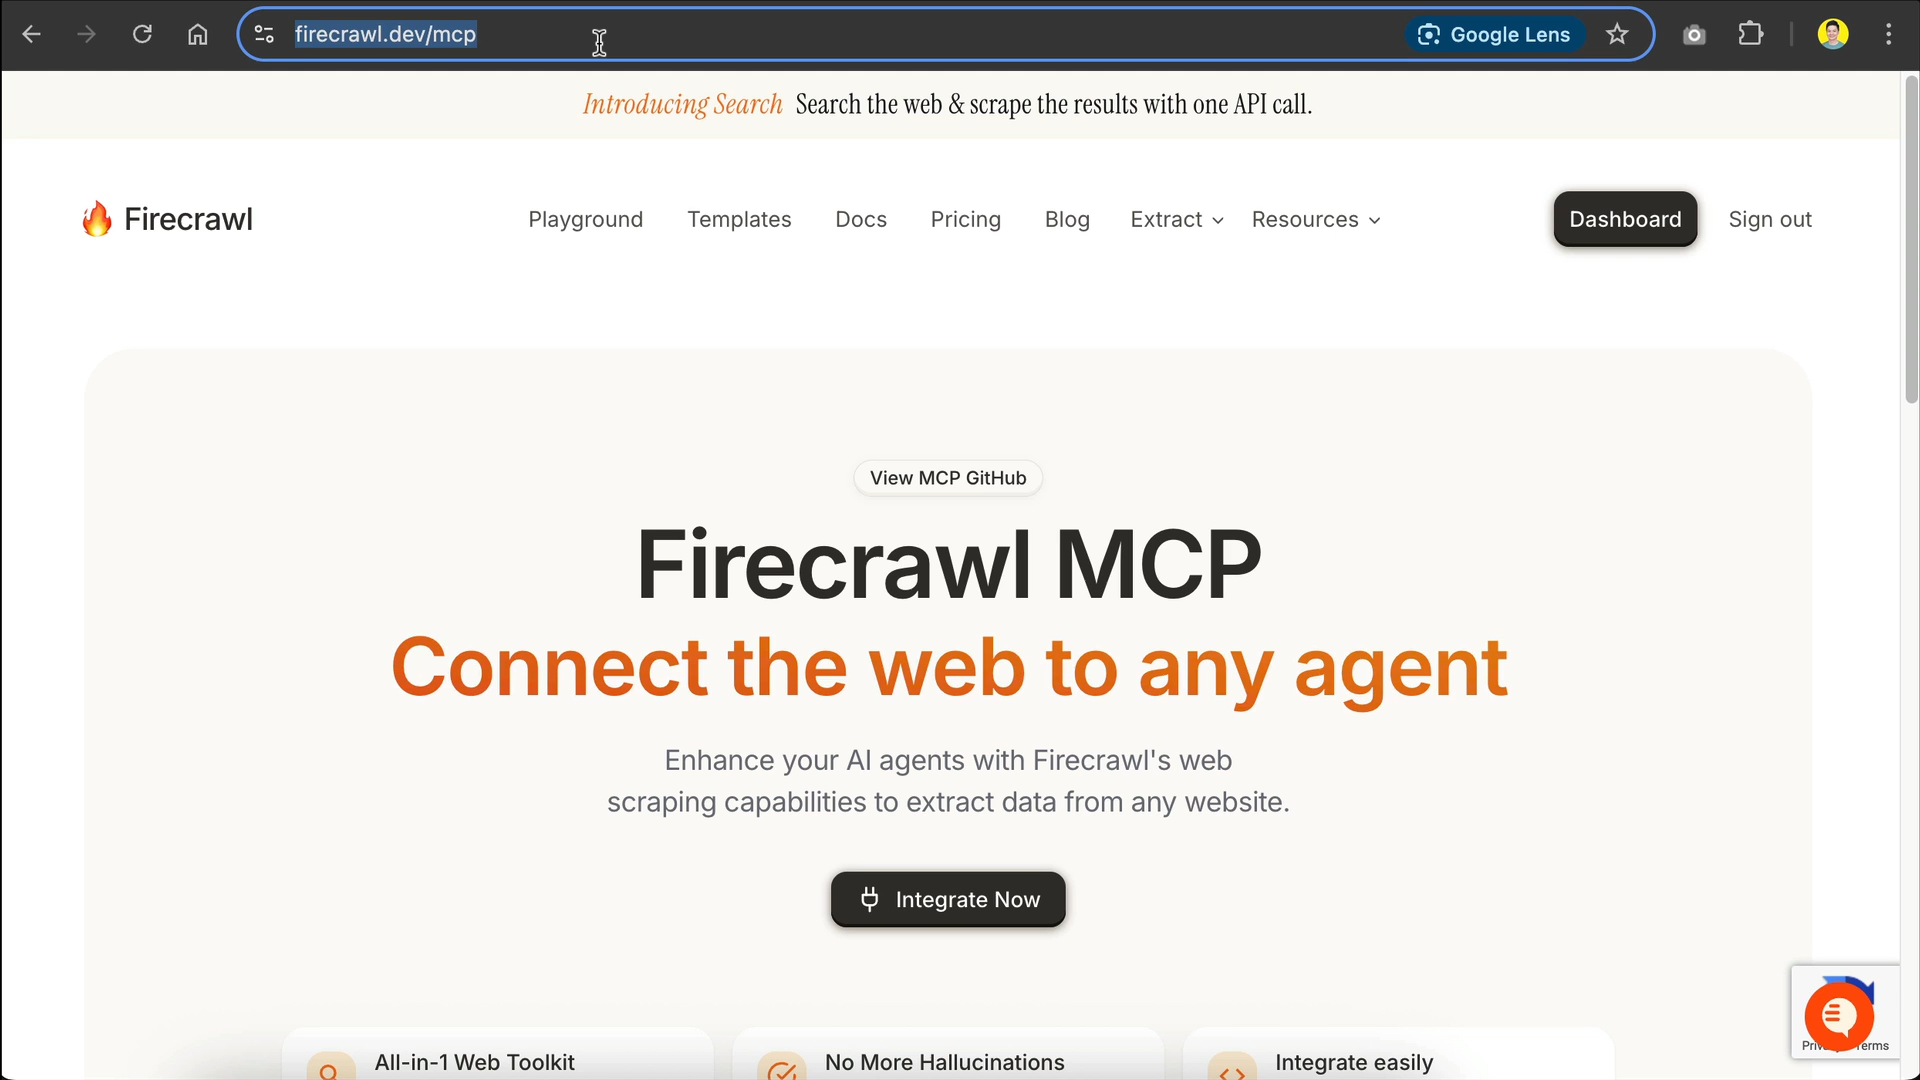 firecrawl.dev/mcp
Google Lens
Introducing Search Search the web & scrape the results with one API call.
Firecrawl
Playground Templates Docs Pricing Blog Extract Resources
Dashboard Sign out
View MCP GitHub
Firecrawl MCP
Connect the web to any agent
Enhance your AI agents with Firecrawl's web
scraping capabilities to extract data from any website.
Integrate Now
All-in-1 Web Toolkit
No More Hallucinations
Integrate easily